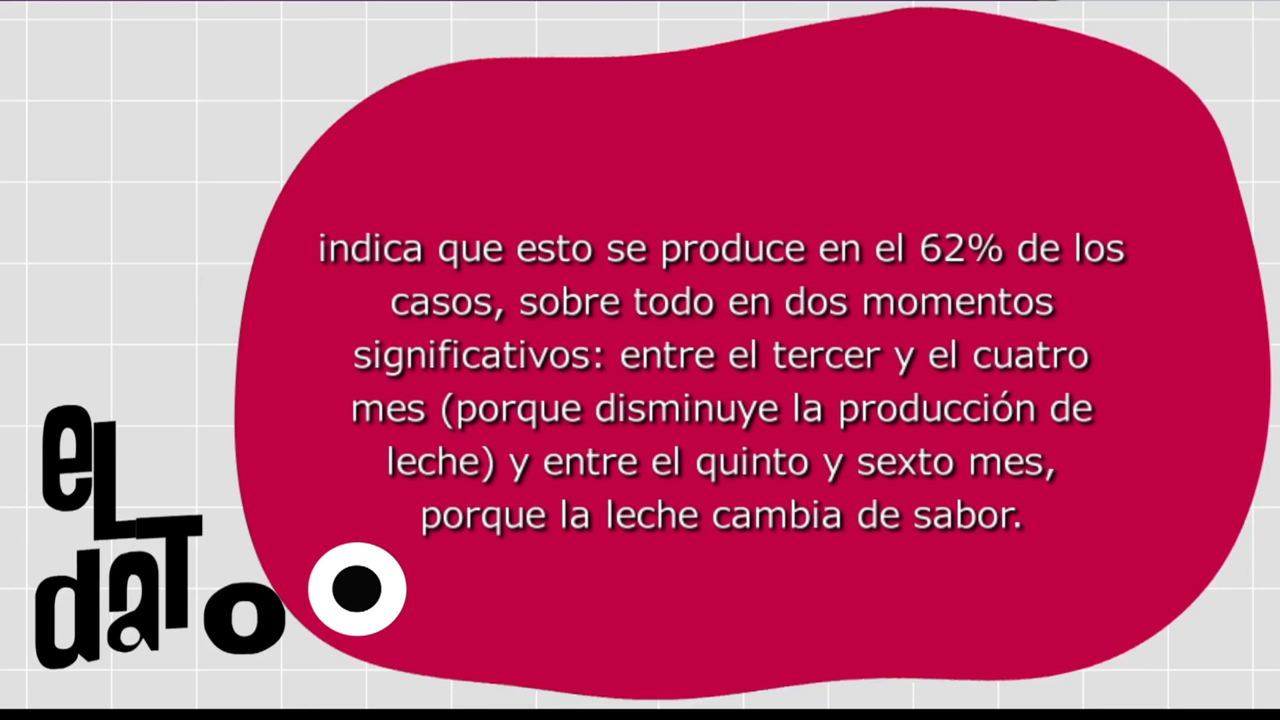 indica que esto se produce en el 62% de los
casos, sobre todo en dos momentos
significativos: entre el tercer y el cuatro
mes (porque disminuye la producción de
leche) y entre el quinto y sexto mes,
porque la leche cambia de sabor.
eL
daTo